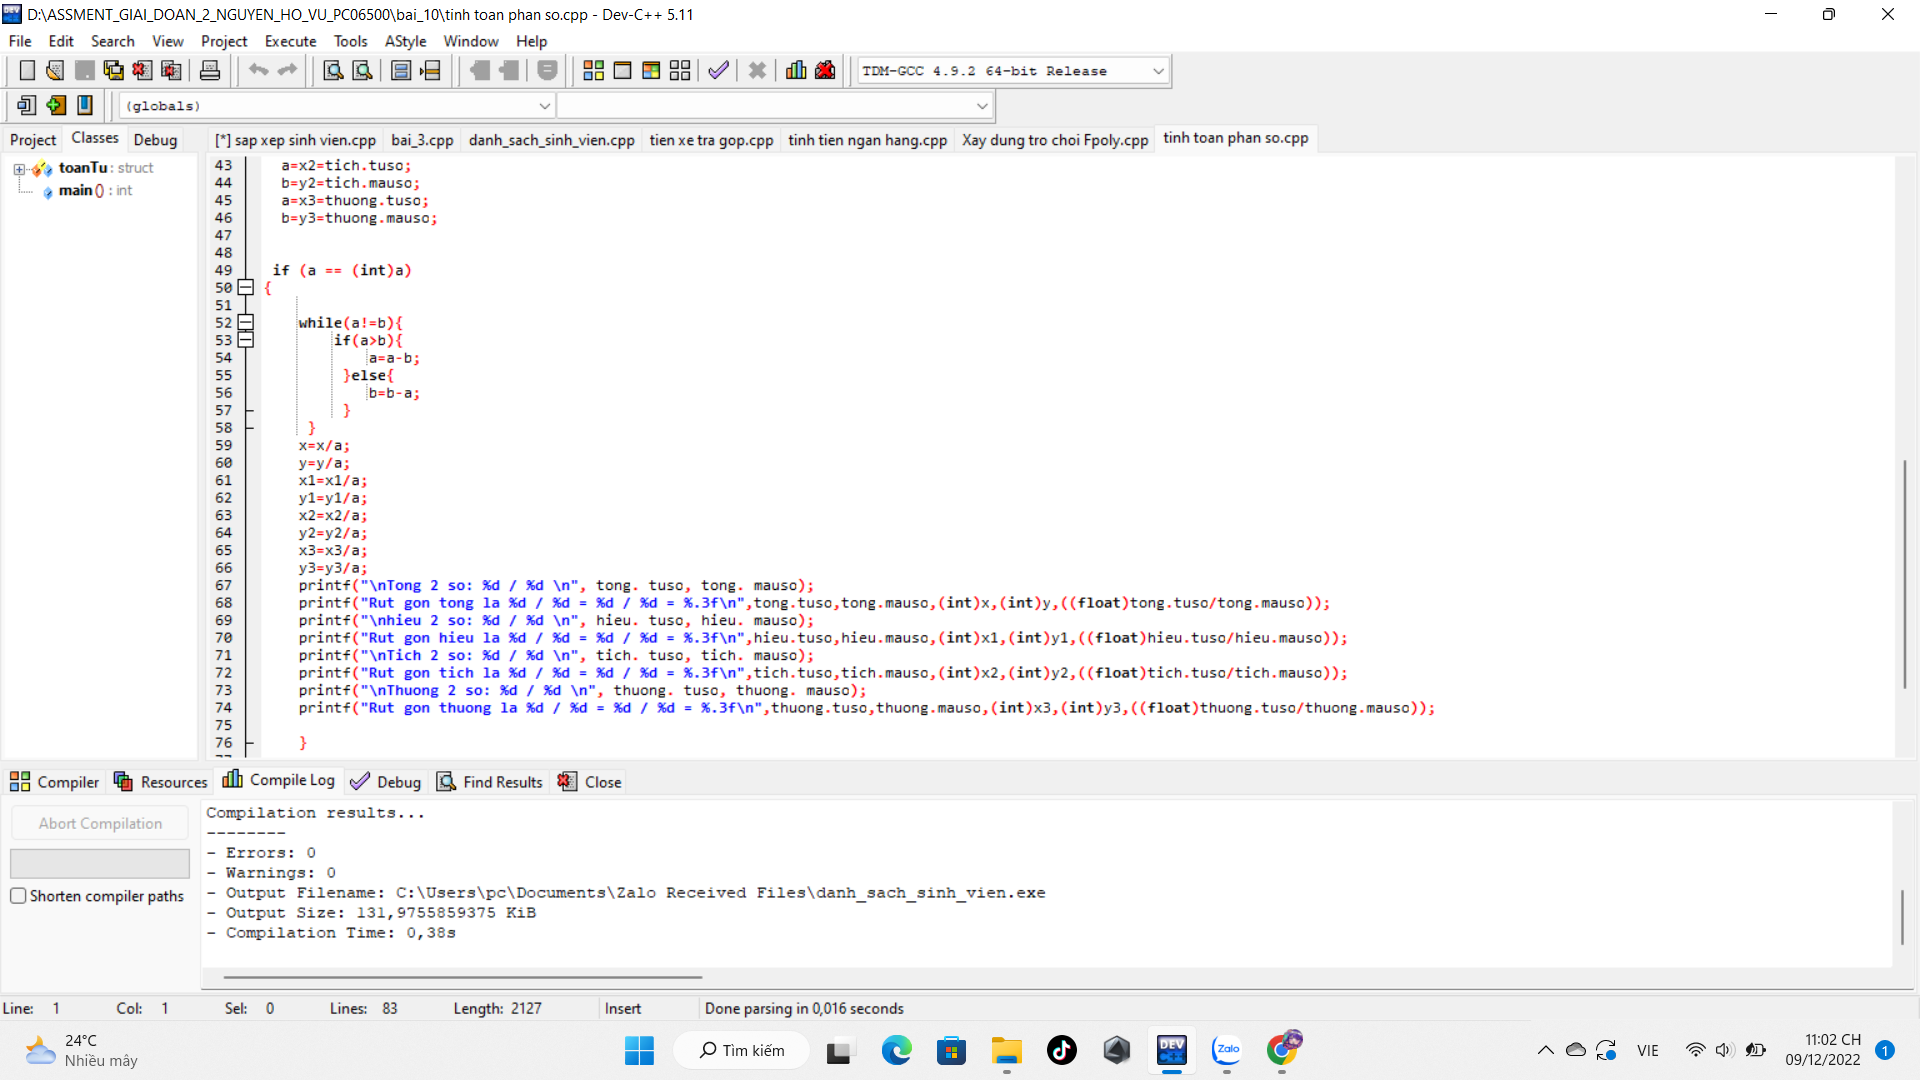 D:\ASSMENT_GIAI_DOAN_2_NGUYEN_HO_VU_PC06500\bai_10\tinh toan phan so.cpp - Dev-C++ 5.11
File Edit Search View Project Execute Tools AStyle Window Help
TDM-GCC 4.9.2 64-bit Release
(globals)
Project Classes Debug
[*] sap xep sinh vien.cpp bai_3.cpp danh_sach_sinh_vien.cpp tien xe tra gop.cpp tinh tien ngan hang.cpp Xay dung tro choi Fpoly.cpp tinh toan phan so.cpp
toanTu : struct
main () : int
43 a=x2=tich.tuso;
44 b=y2=tich.mauso;
45 a=x3=thuong.tuso;
46 b=y3=thuong.mauso;
47
48
49 if (a == (int)a)
50 {
51
52 while(a!=b){
53 if(a>b){
54 a=a-b;
55 }else{
56 b=b-a;
57 }
58 }
59 x=x/a;
60 y=y/a;
61 x1=x1/a;
62 y1=y1/a;
63 x2=x2/a;
64 y2=y2/a;
65 x3=x3/a;
66 y3=y3/a;
67 printf("\nTong 2 so: %d / %d \n", tong. tuso, tong. mauso);
68 printf("Rut gon tong la %d / %d = %d / %d = %.3f\n",tong.tuso,tong.mauso,(int)x,(int)y,((float)tong.tuso/tong.mauso));
69 printf("\nhieu 2 so: %d / %d \n", hieu. tuso, hieu. mauso);
70 printf("Rut gon hieu la %d / %d = %d / %d = %.3f\n",hieu.tuso,hieu.mauso,(int)x1,(int)y1,((float)hieu.tuso/hieu.mauso));
71 printf("\nTich 2 so: %d / %d \n", tich. tuso, tich. mauso);
72 printf("Rut gon tich la %d / %d = %d / %d = %.3f\n",tich.tuso,tich.mauso,(int)x2,(int)y2,((float)tich.tuso/tich.mauso));
73 printf("\nThuong 2 so: %d / %d \n", thuong. tuso, thuong. mauso);
74 printf("Rut gon thuong la %d / %d = %d / %d = %.3f\n",thuong.tuso,thuong.mauso,(int)x3,(int)y3,((float)thuong.tuso/thuong.mauso));
75
76 }
Compiler Resources Compile Log Debug Find Results Close
Abort Compilation
Shorten compiler paths
Compilation results...
--------
- Errors: 0
- Warnings: 0
- Output Filename: C:\Users\pc\Documents\Zalo Received Files\danh_sach_sinh_vien.exe
- Output Size: 131,9755859375 KiB
- Compilation Time: 0,38s
Line: 1 Col: 1 Sel: 0 Lines: 83 Length: 2127 Insert Done parsing in 0,016 seconds
24°C
Nhiều mây
Tìm kiếm
DEV
C++
Zalo
VIE
11:02 CH
09/12/2022
1